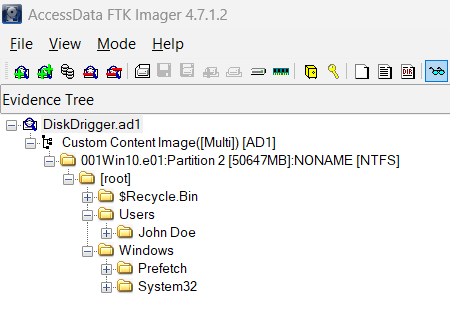 AccessData FTK Imager 4.7.1.2
File View Mode Help
Evidence Tree
DiskDrigger.ad1
Custom Content Image([Multi]) [AD1]
001Win10.e01:Partition 2 [50647MB]:NONAME [NTFS]
[root]
$Recycle.Bin
Users
John Doe
Windows
Prefetch
System32